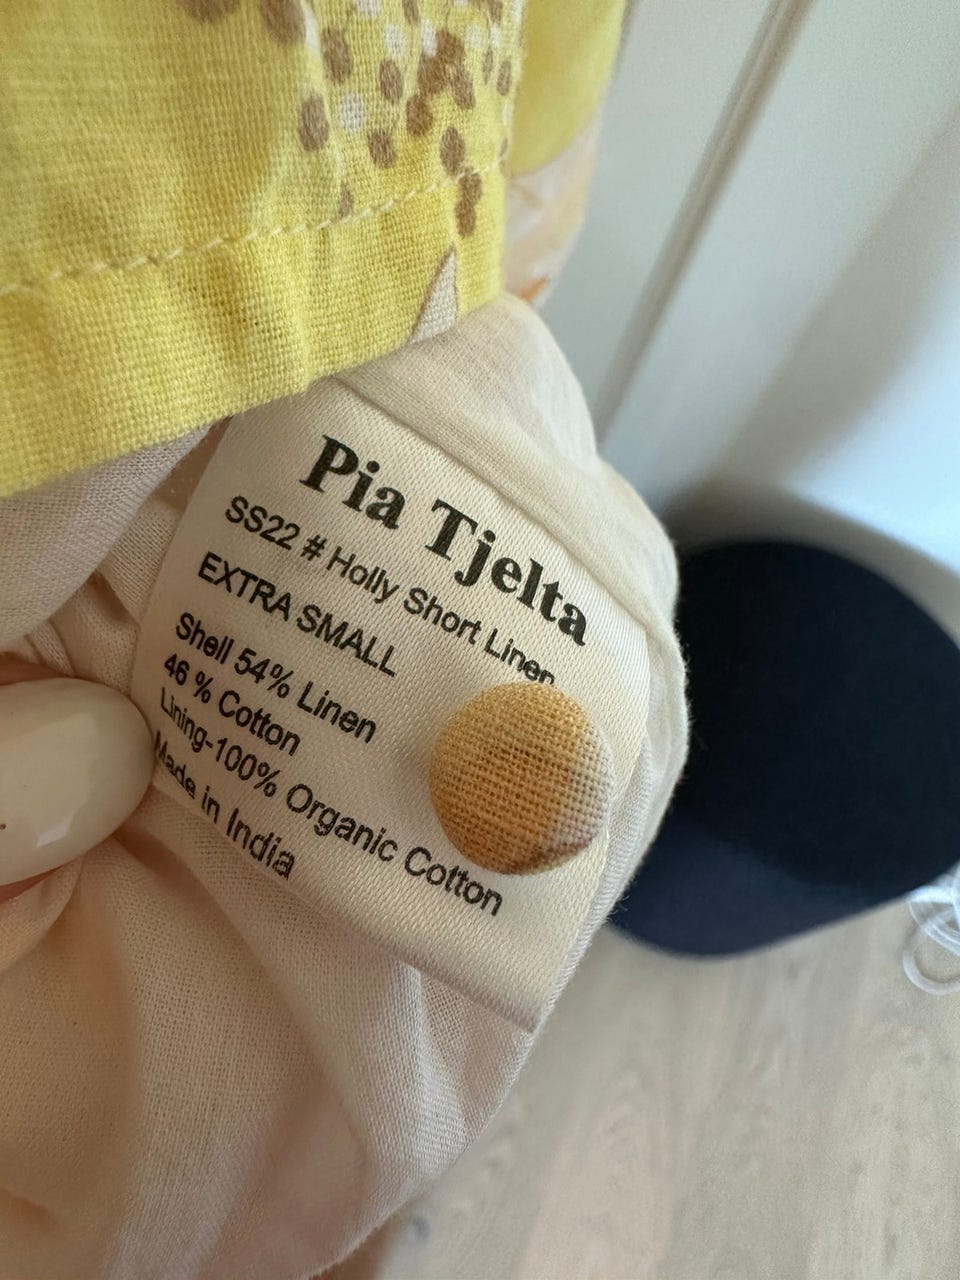 Pia Tjelta
SS22 # Holly Short Linen
EXTRA SMALL
Shell 54% Linen
46 % Cotton
Lining-100% Organic Cotton
Made in India